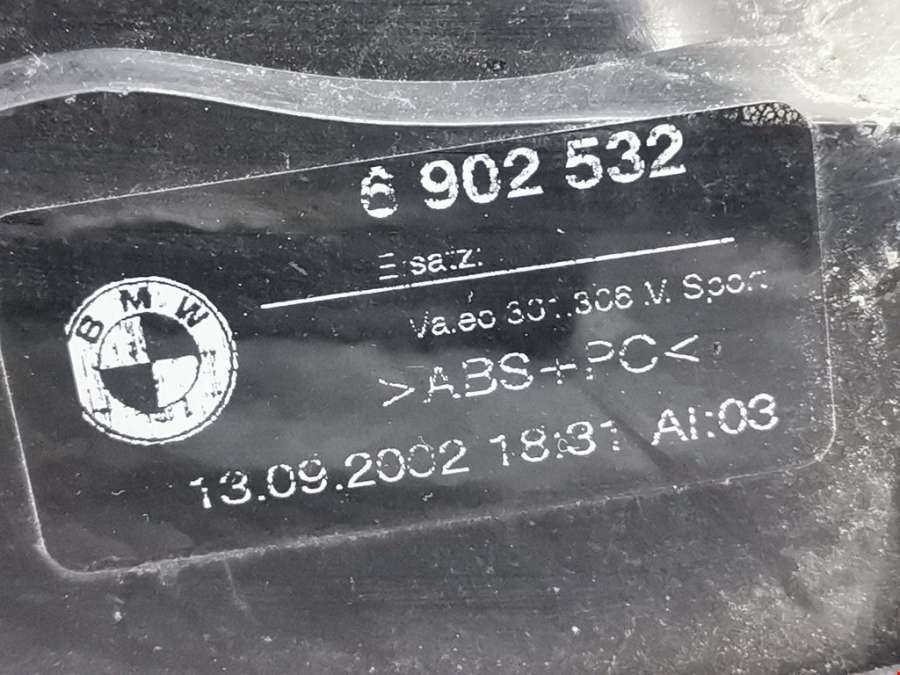 6 902 532
Ersatz:
BMW
Valeo 301.306 M. Sport
>ABS+PC<
13.09.2002 18:31 AI:03